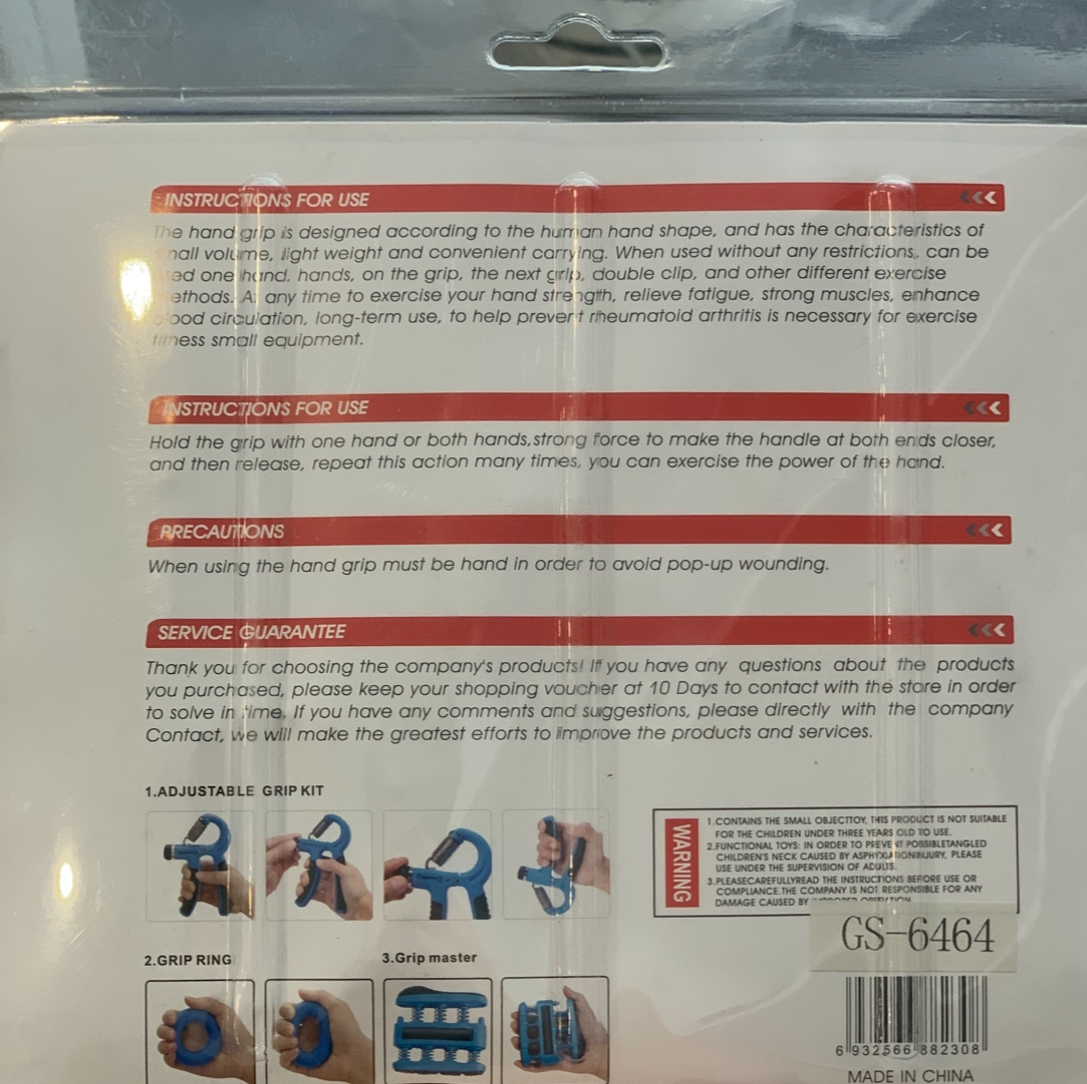 INSTRUCTIONS FOR USE
The hand grip is designed according to the human hand shape, and has the characteristics of
mall volume, light weight and convenient carrying. When used without any restrictions, can be
ed one hand, hands, on the grip, the next grip, double clip, and other different exercise
ethods. At any time to exercise your hand strength, relieve fatigue, strong muscles, enhance
blood circulation, long-term use, to help prevent rheumatoid arthritis is necessary for exercise
fitness small equipment.
INSTRUCTIONS FOR USE
Hold the grip with one hand or both hands,strong force to make the handle at both ends closer,
and then release, repeat this action many times, you can exercise the power of the hand.
PRECAUTIONS
When using the hand grip must be hand in order to avoid pop-up wounding.
SERVICE GUARANTEE
Thank you for choosing the company's products! If you have any questions about the products
you purchased, please keep your shopping voucher at 10 Days to contact with the store in order
to solve in time. If you have any comments and suggestions, please directly with the company
Contact, we will make the greatest efforts to improve the products and services.
1.ADJUSTABLE GRIP KIT
WARNING
1.CONTAINS THE SMALL OBJECTTOY, THIS PRODUCT IS NOT SUITABLE
FOR THE CHILDREN UNDER THREE YEARS OLD TO USE.
2.FUNCTIONAL TOYS: IN ORDER TO PREVENT POSSIBLETANGLED
CHILDREN'S NECK CAUSED BY ASPHYXIATIONINJURY, PLEASE
USE UNDER THE SUPERVISION OF ADULTS.
3.PLEASECAREFULLYREAD THE INSTRUCTIONS BEFORE USE OR
COMPLIANCE.THE COMPANY IS NOT RESPONSIBLE FOR ANY
DAMAGE CAUSED BY
GS-6464
2.GRIP RING
3.Grip master
6 932566 882308
MADE IN CHINA